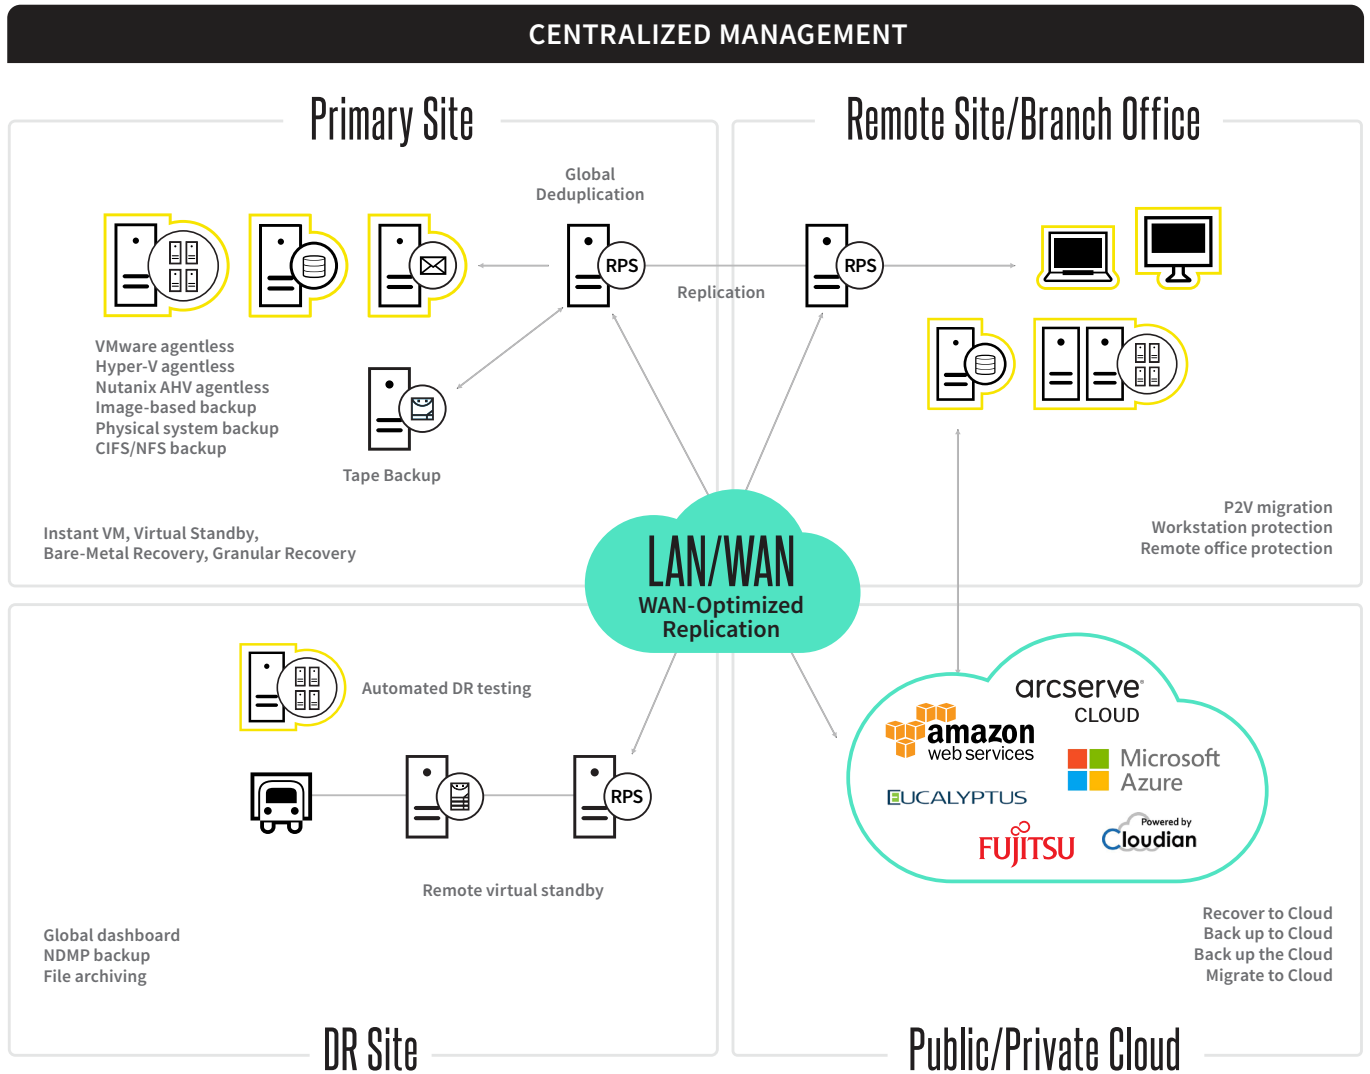 CENTRALIZED MANAGEMENT
Primary Site
Global
Deduplication
RPS
VMware agentless
Hyper-V agentless
Nutanix AHV agentless
Image-based backup
Physical system backup
CIFS/NFS backup
Tape Backup
Instant VM, Virtual Standby,
Bare-Metal Recovery, Granular Recovery
Replication
Remote Site/Branch Office
RPS
P2V migration
Workstation protection
Remote office protection
LAN/WAN
WAN-Optimized
Replication
Automated DR testing
RPS
Remote virtual standby
Global dashboard
NDMP backup
File archiving
DR Site
arcserve®
CLOUD
amazon
web services
Microsoft
Azure
EUCALYPTUS
FUJITSU
Powered by
Cloudian
Recover to Cloud
Back up to Cloud
Back up the Cloud
Migrate to Cloud
Public/Private Cloud